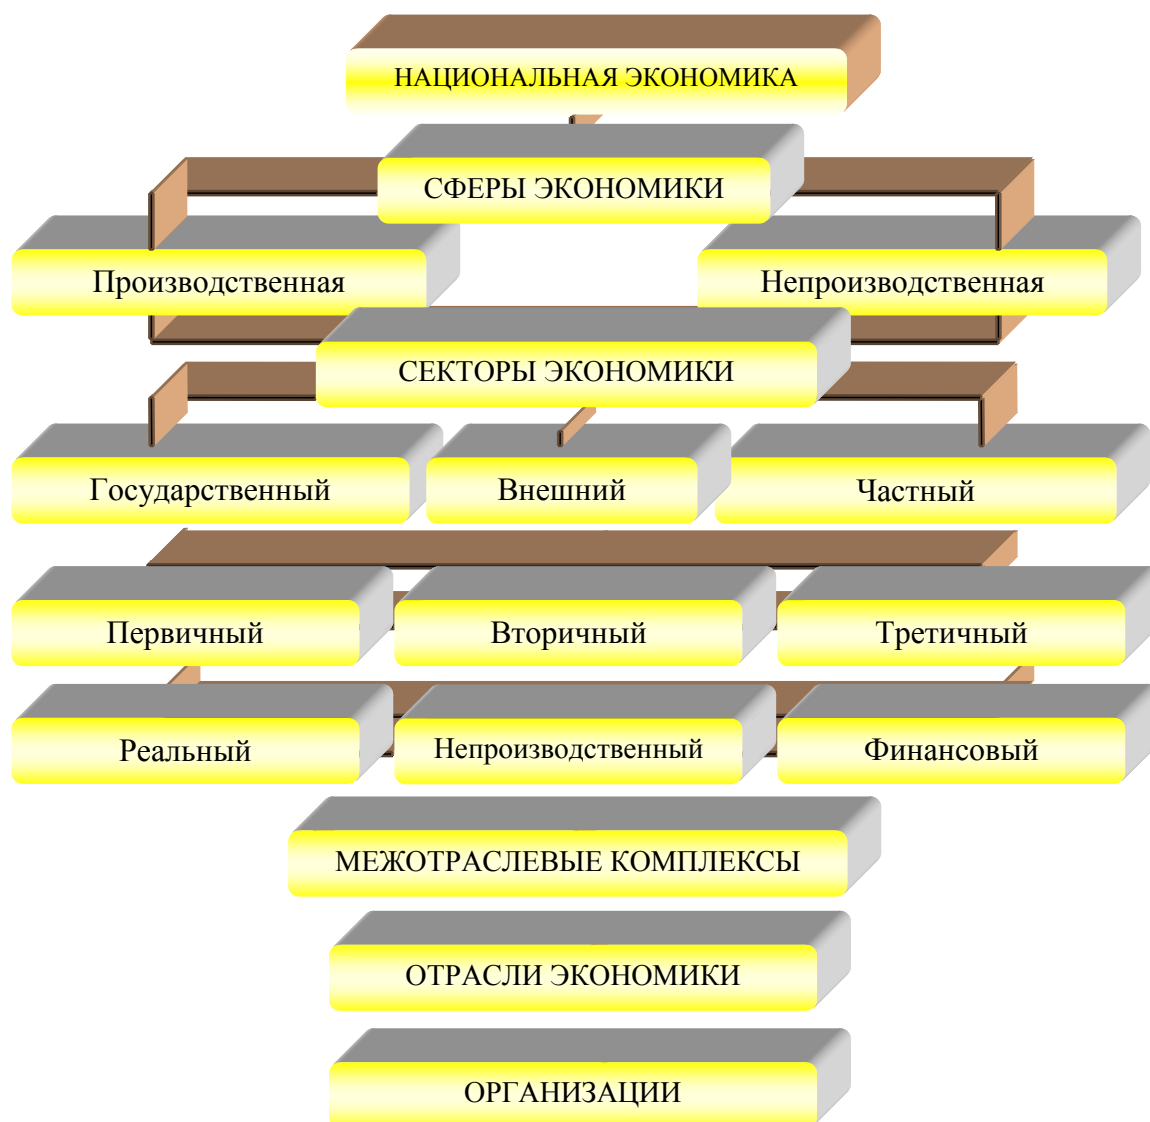 НАЦИОНАЛЬНАЯ ЭКОНОМИКА
СФЕРЫ ЭКОНОМИКИ
Производственная
Непроизводственная
СЕКТОРЫ ЭКОНОМИКИ
Государственный
Внешний
Частный
Первичный
Вторичный
Третичный
Реальный
Непроизводственный
Финансовый
МЕЖОТРАСЛЕВЫЕ КОМПЛЕКСЫ
ОТРАСЛИ ЭКОНОМИКИ
ОРГАНИЗАЦИИ